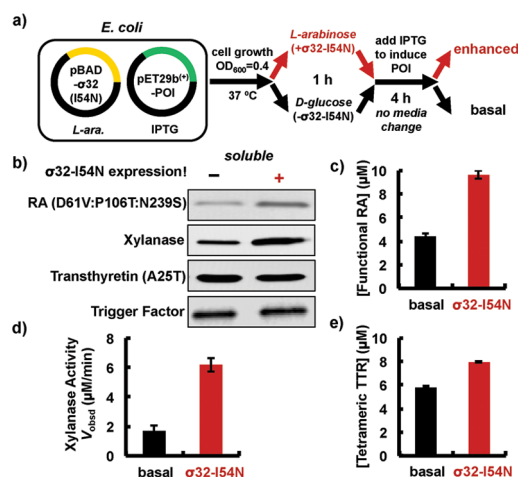 a)
E. coli
pBAD
-σ32
(I54N)
L-ara.
pET29b(+)
-POI
IPTG
cell growth
OD600=0.4
37 ºC
L-arabinose
(+σ32-I54N)
1 h
D-glucose
(-σ32-I54N)
add IPTG
to induce
POI
4 h
no media
change
enhanced
basal
b)
soluble
σ32-I54N expression!
– +
RA (D61V:P106T:N239S)
Xylanase
Transthyretin (A25T)
Trigger Factor
c)
[Functional RA] (µM)
10
8
6
4
2
0
basal σ32-I54N
d)
Xylanase Activity
Vobsd (µM/min)
8
6
4
2
0
basal σ32-I54N
e)
[Tetrameric TTR] (µM)
10
8
6
4
2
0
basal σ32-I54N